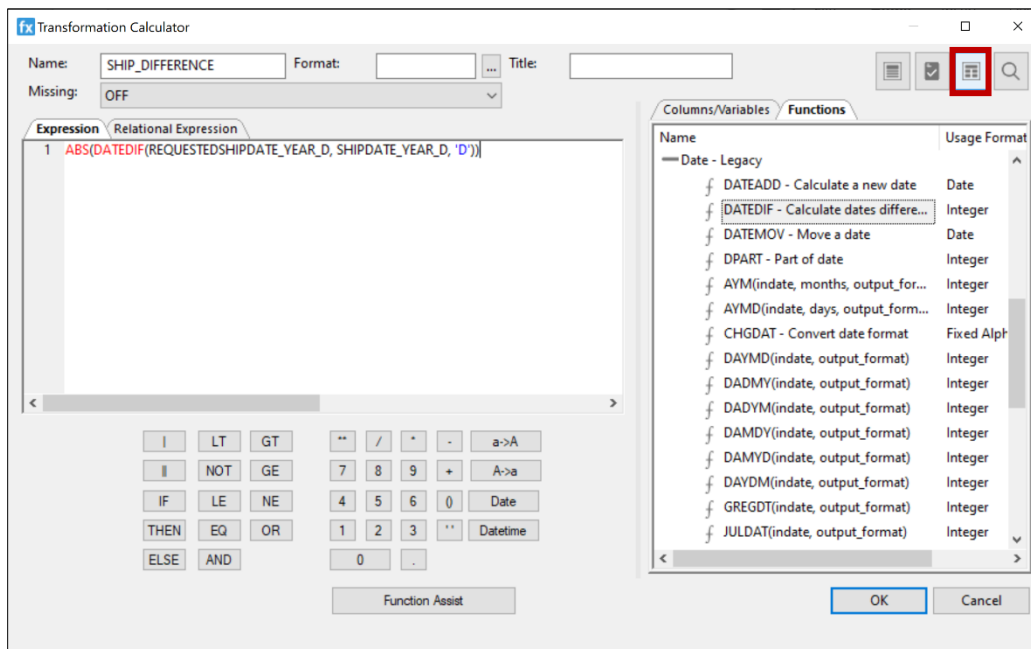 fx Transformation Calculator
Name: SHIP_DIFFERENCE Format: ... Title:
Missing: OFF
Expression Relational Expression
1 ABS(DATEDIF(REQUESTEDSHIPDATE_YEAR_D, SHIPDATE_YEAR_D, 'D'))
| LT GT ** / * - a->A
|| NOT GE 7 8 9 + A->a
IF LE NE 4 5 6 () Date
THEN EQ OR 1 2 3 ' ' Datetime
ELSE AND 0 .
Function Assist
Columns/Variables Functions
Name Usage Format
Date - Legacy
DATEADD - Calculate a new date Date
DATEDIF - Calculate dates differe... Integer
DATEMOV - Move a date Date
DPART - Part of date Integer
AYM(indate, months, output_for... Integer
AYMD(indate, days, output_form... Integer
CHGDAT - Convert date format Fixed Alph
DAYMD(indate, output_format) Integer
DADMY(indate, output_format) Integer
DADYM(indate, output_format) Integer
DAMDY(indate, output_format) Integer
DAMYD(indate, output_format) Integer
DAYDM(indate, output_format) Integer
GREGDT(indate, output_format) Integer
JULDAT(indate, output_format) Integer
OK Cancel